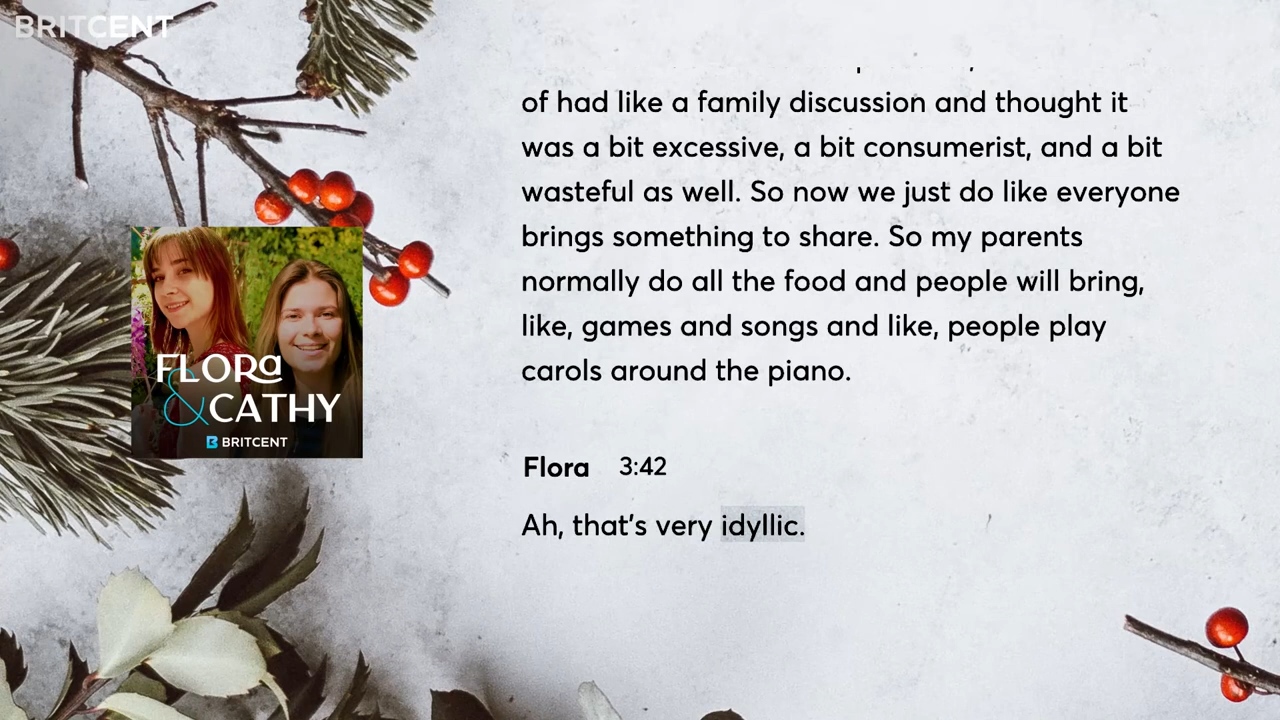 BRITCENT
of had like a family discussion and thought it
was a bit excessive, a bit consumerist, and a bit
wasteful as well. So now we just do like everyone
brings something to share. So my parents
normally do all the food and people will bring,
like, games and songs and like, people play
carols around the piano.
FLORa
&CATHY
BRITCENT
Flora 3:42
Ah, that's very idyllic.